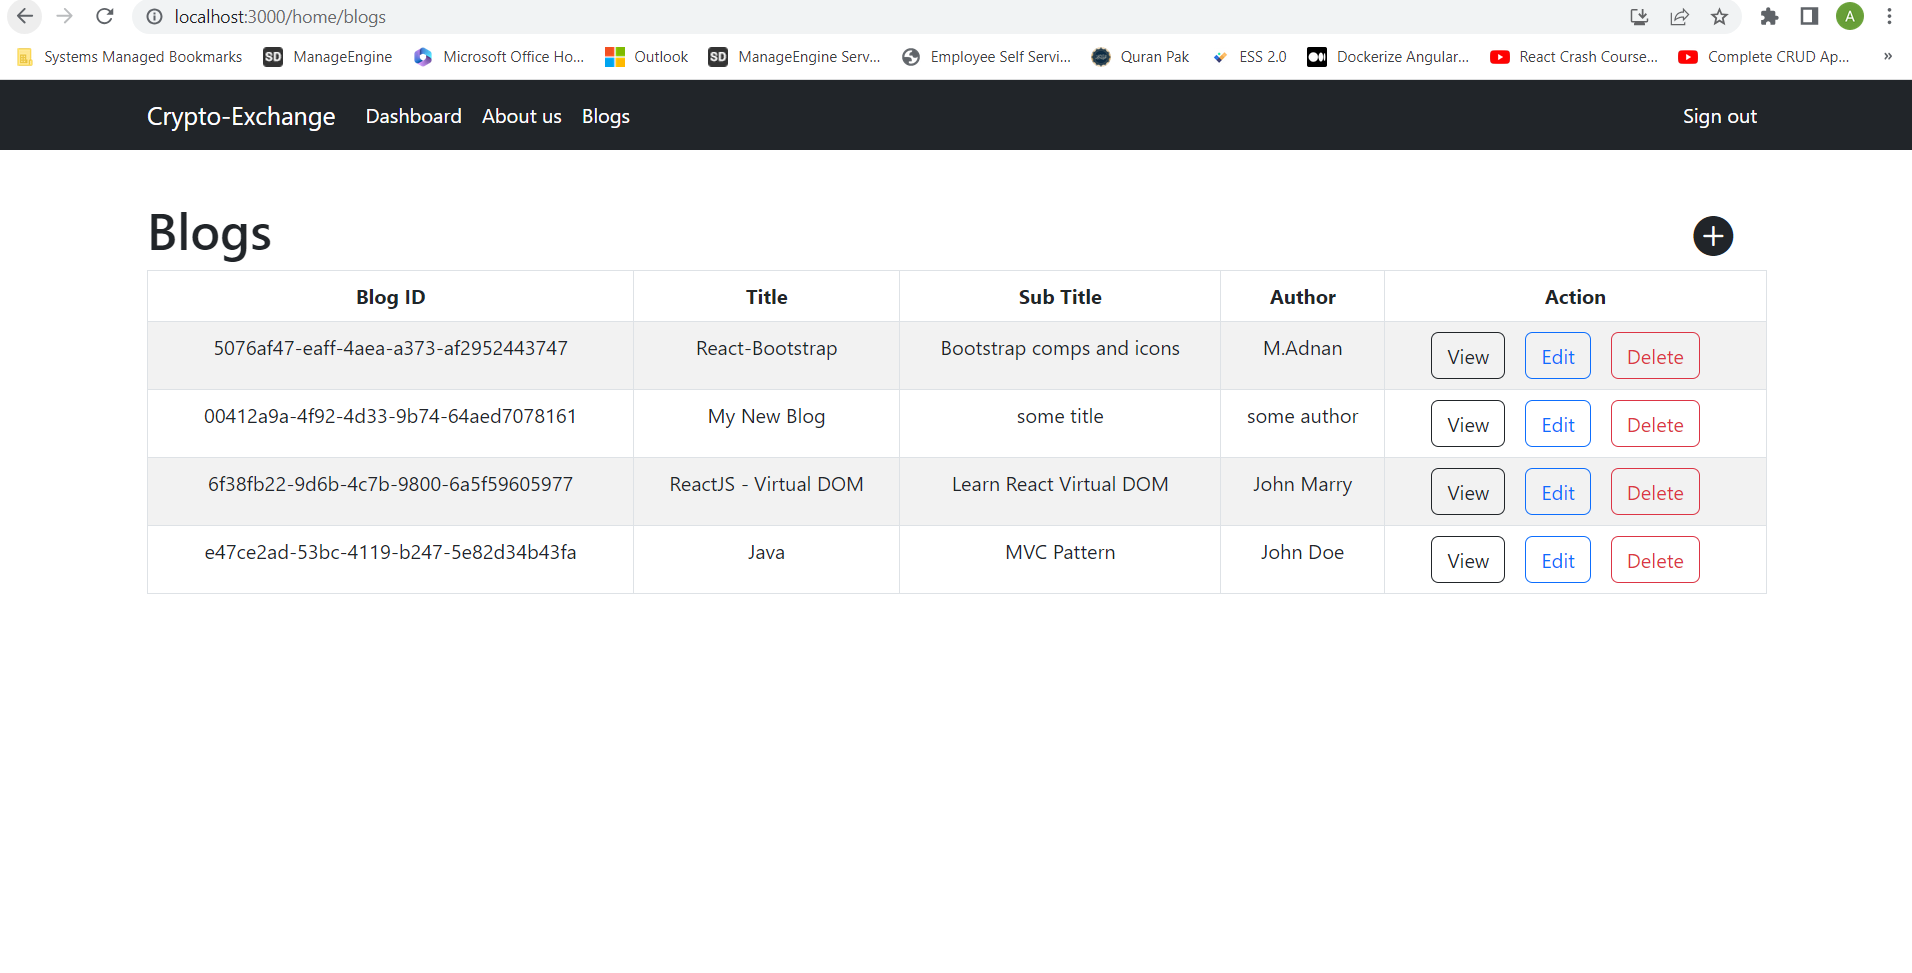 localhost:3000/home/blogs A
Systems Managed Bookmarks SD ManageEngine Microsoft Office Ho... Outlook SD ManageEngine Serv... Employee Self Servi... Quran Pak ESS 2.0 Dockerize Angular... React Crash Course... Complete CRUD Ap... »
Crypto-Exchange Dashboard About us Blogs Sign out
Blogs
Blog ID Title Sub Title Author Action
5076af47-eaff-4aea-a373-af2952443747 React-Bootstrap Bootstrap comps and icons M.Adnan View Edit Delete
00412a9a-4f92-4d33-9b74-64aed7078161 My New Blog some title some author View Edit Delete
6f38fb22-9d6b-4c7b-9800-6a5f59605977 ReactJS - Virtual DOM Learn React Virtual DOM John Marry View Edit Delete
e47ce2ad-53bc-4119-b247-5e82d34b43fa Java MVC Pattern John Doe View Edit Delete